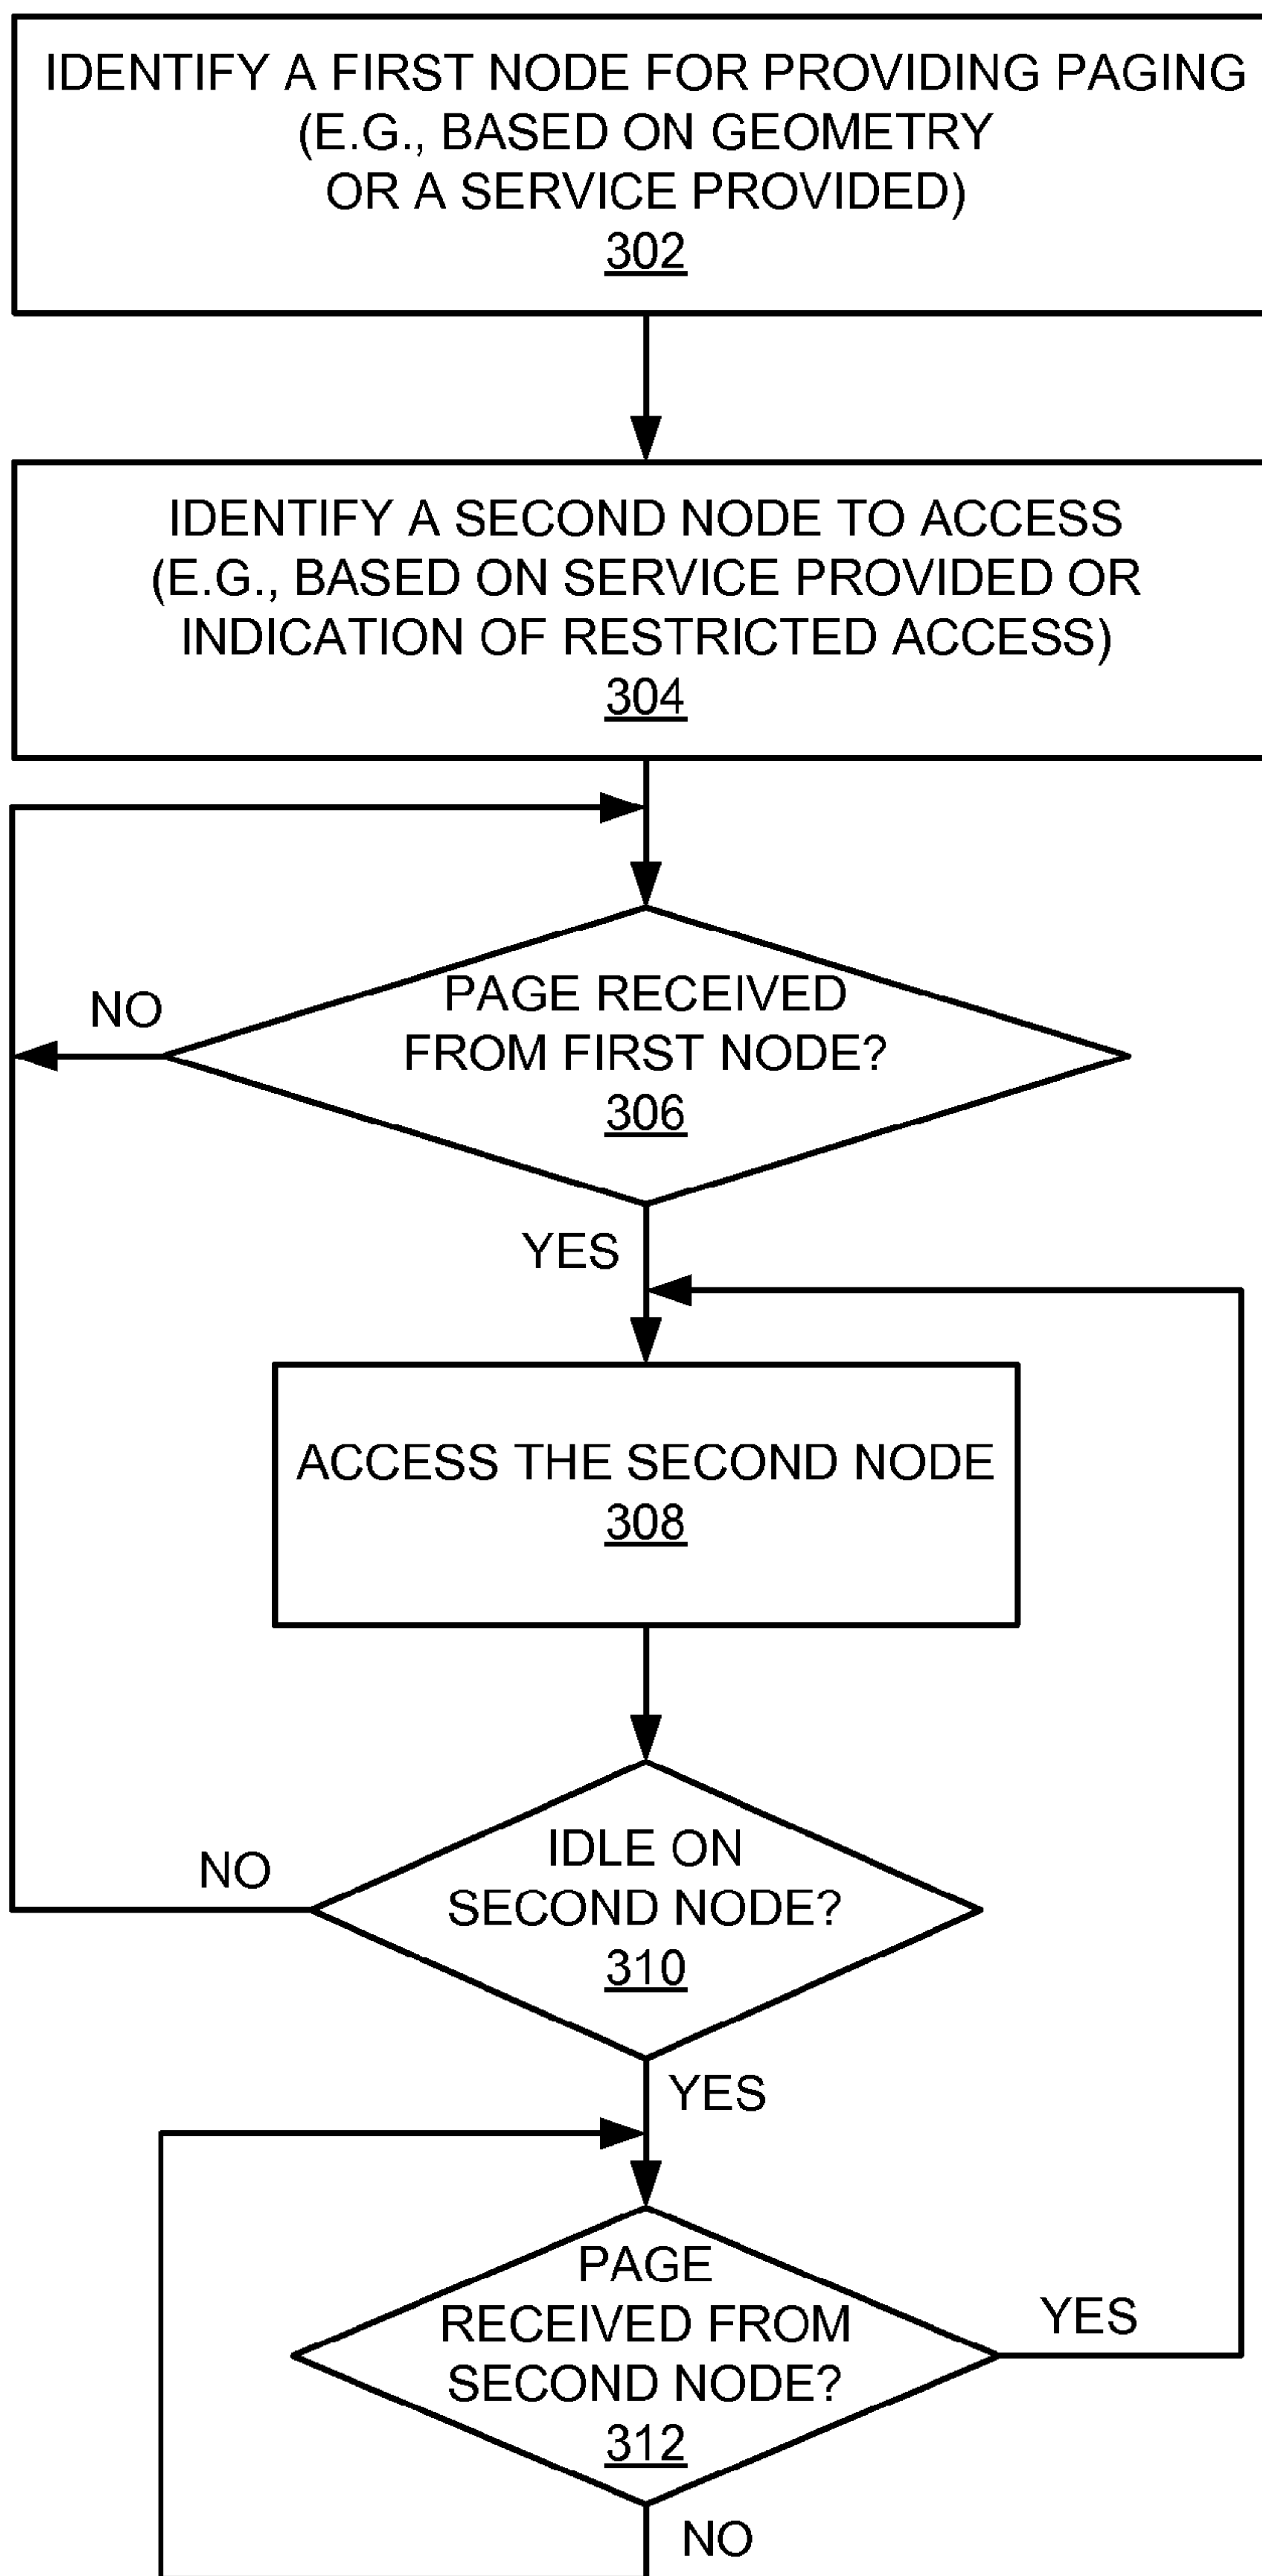 IDENTIFY A FIRST NODE FOR PROVIDING PAGING
(E.G., BASED ON GEOMETRY
OR A SERVICE PROVIDED)
302
IDENTIFY A SECOND NODE TO ACCESS
(E.G., BASED ON SERVICE PROVIDED OR
INDICATION OF RESTRICTED ACCESS)
304
NO
PAGE RECEIVED
FROM FIRST NODE?
306
YES
ACCESS THE SECOND NODE
308
NO
IDLE ON
SECOND NODE?
310
YES
PAGE
RECEIVED FROM
SECOND NODE?
312
YES
NO